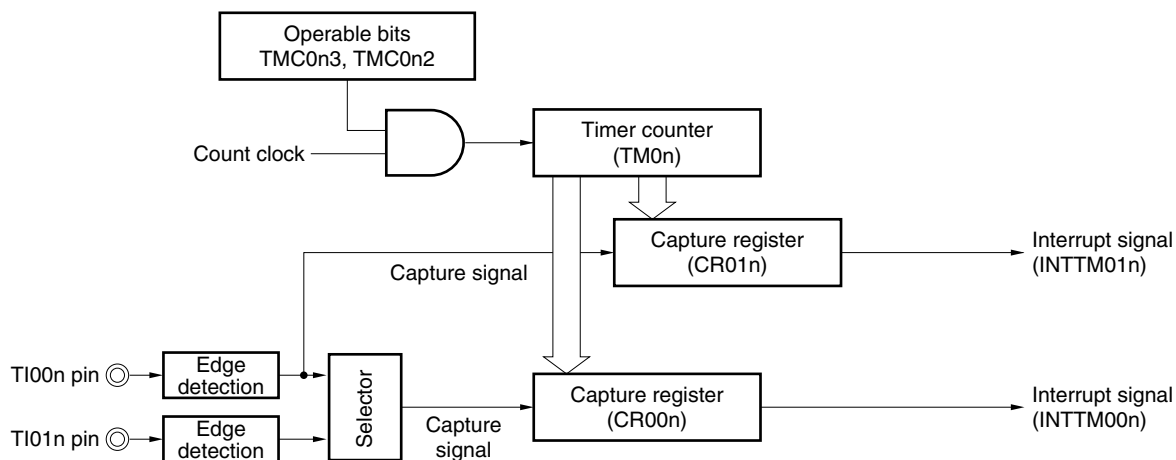 Operable bits
TMC0n3, TMC0n2
Count clock
Timer counter
(TM0n)
Capture register
(CR01n)
Interrupt signal
(INTTM01n)
Capture signal
TI00n pin
Edge
detection
Selector
Capture register
(CR00n)
Interrupt signal
(INTTM00n)
Capture
signal
TI01n pin
Edge
detection